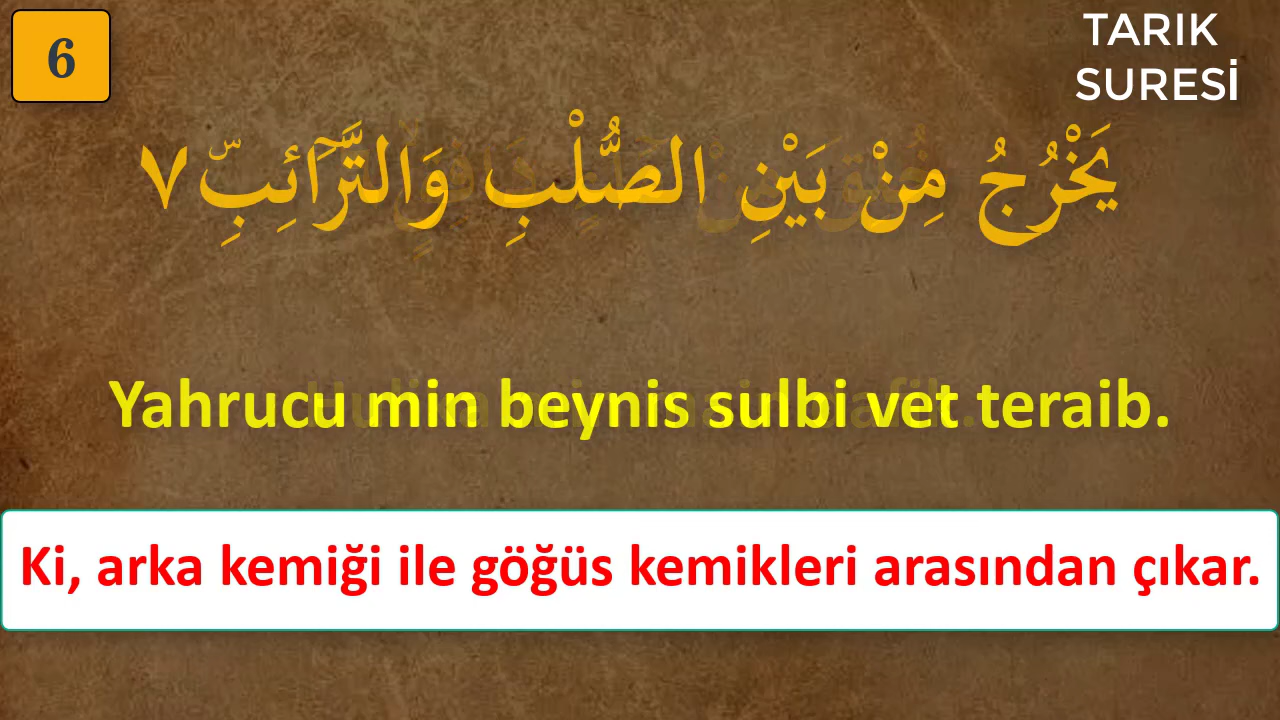 6
TARIK
SURESİ
يَخْرُجُ مِنْ بَيْنِ الصُّلْبِ وَالتَّرَٓائِبِۜ ٧
Yahrucu min beynis sulbi vet teraib.
Ki, arka kemiği ile göğüs kemikleri arasından çıkar.